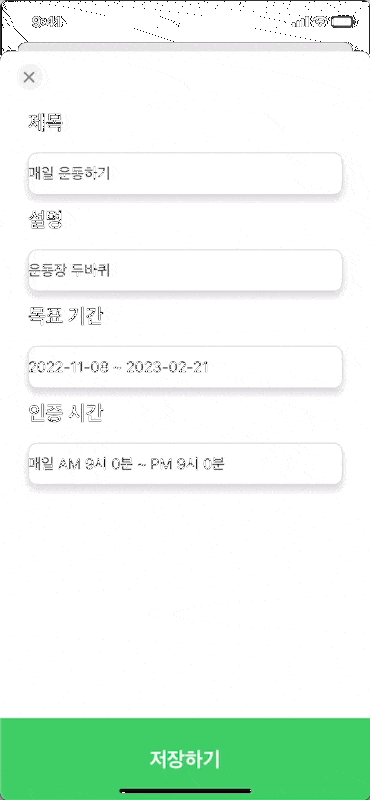 9:41
제목
매일 운동하기
설명
운동장 두바퀴
목표 기간
2022-11-08 ~ 2023-02-21
인증 시간
매일 AM 9시 0분 ~ PM 9시 0분
저장하기